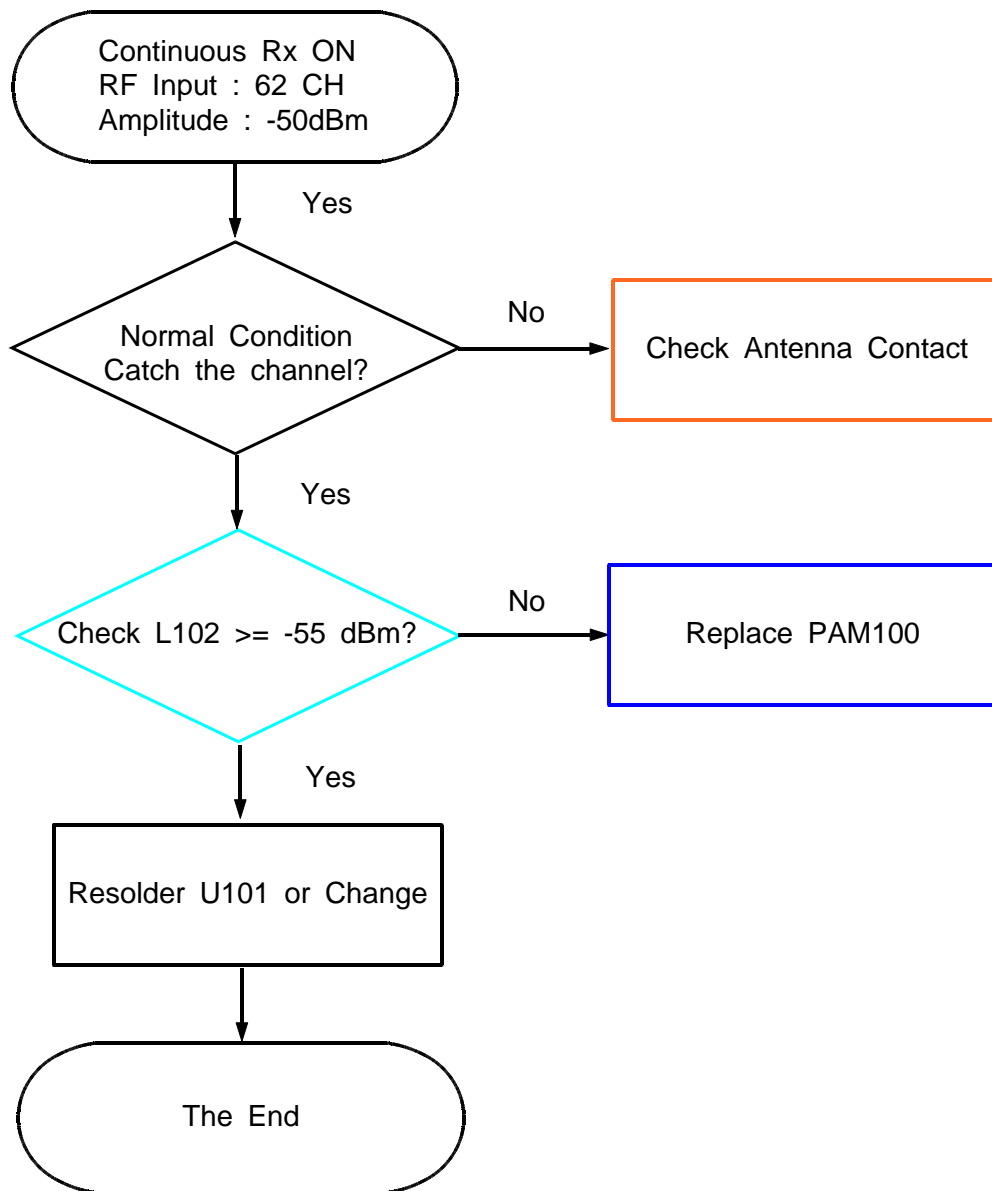 Continuous Rx ON
RF Input : 62 CH
Amplitude : -50dBm
Yes
Normal Condition
Catch the channel?
No
Check Antenna Contact
Yes
Check L102 >= -55 dBm?
No
Replace PAM100
Yes
Resolder U101 or Change
The End